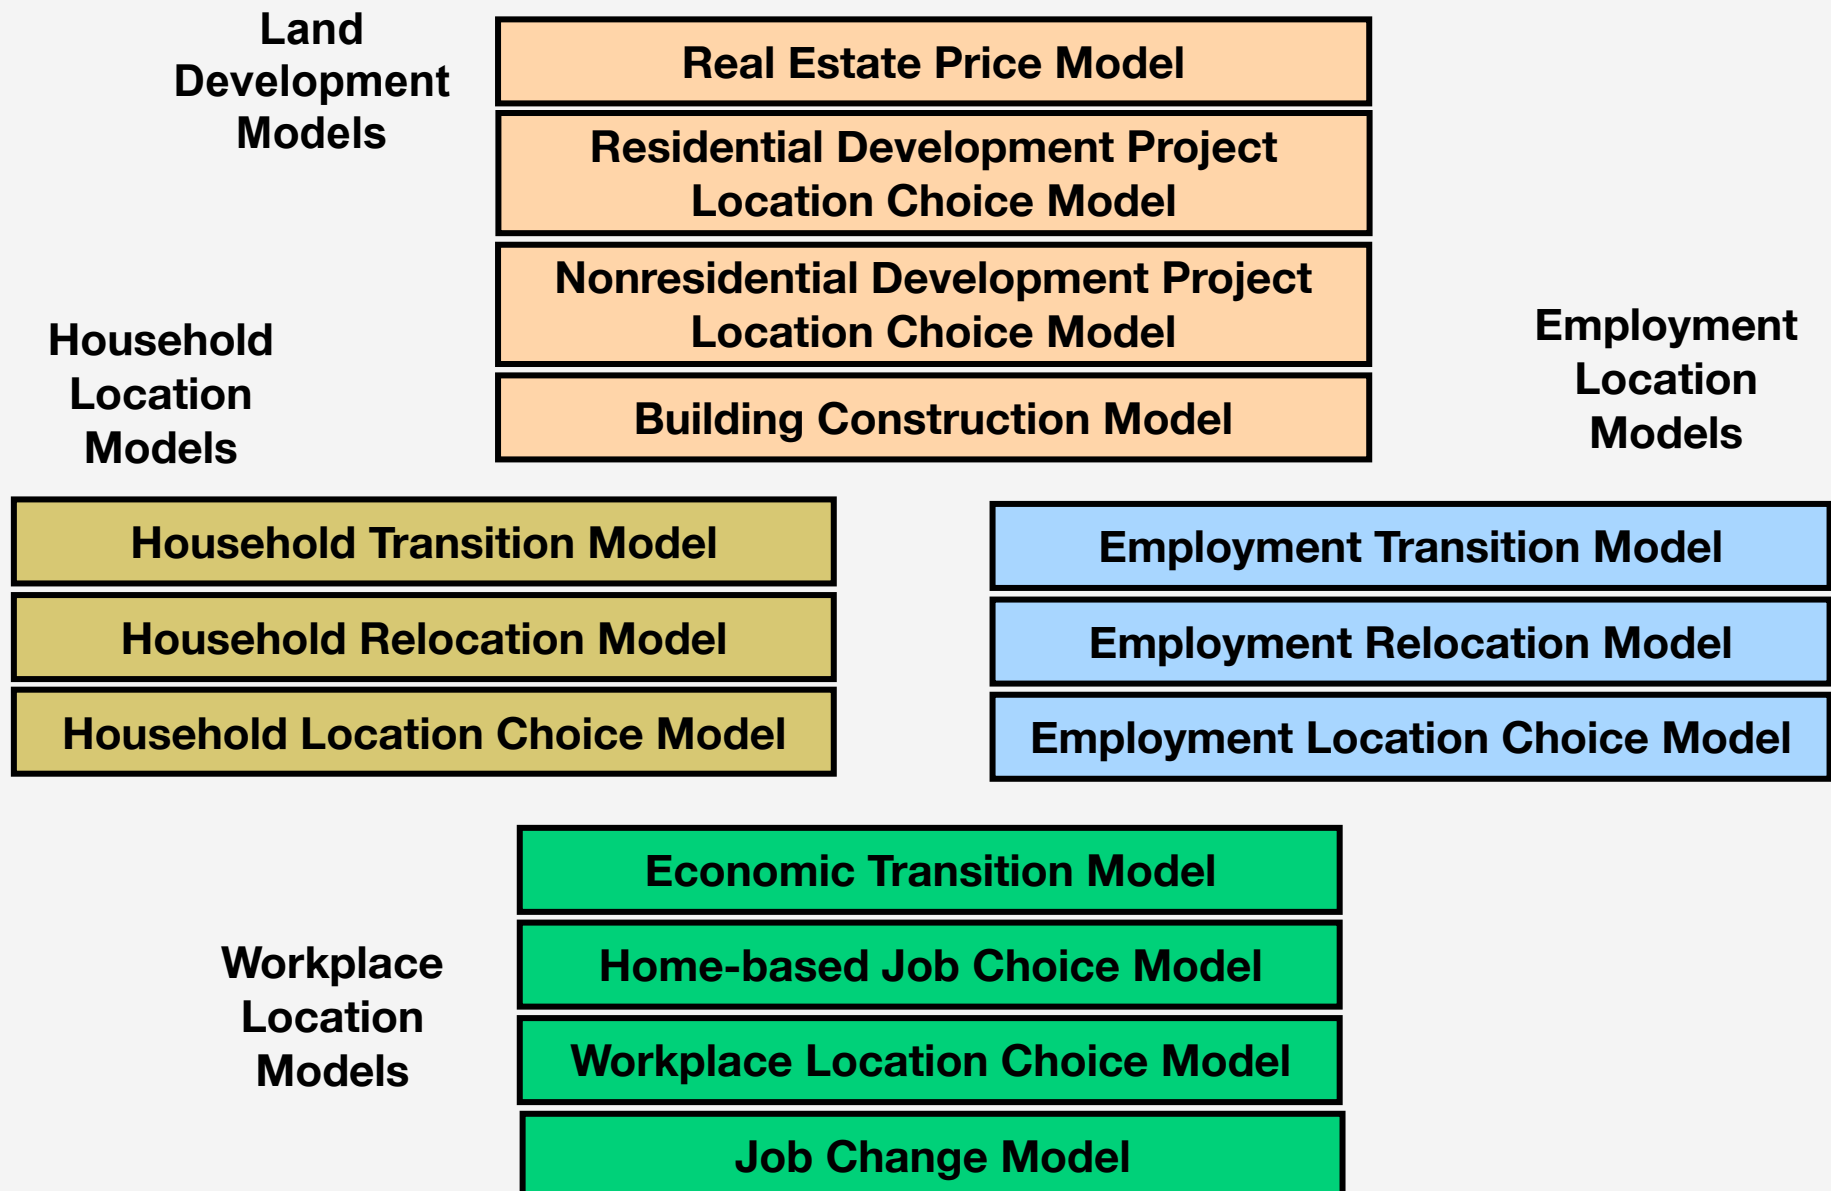 Land
Development
Models
Real Estate Price Model
Residential Development Project
Location Choice Model
Nonresidential Development Project
Location Choice Model
Building Construction Model
Household
Location
Models
Employment
Location
Models
Household Transition Model
Household Relocation Model
Household Location Choice Model
Employment Transition Model
Employment Relocation Model
Employment Location Choice Model
Workplace
Location
Models
Economic Transition Model
Home-based Job Choice Model
Workplace Location Choice Model
Job Change Model